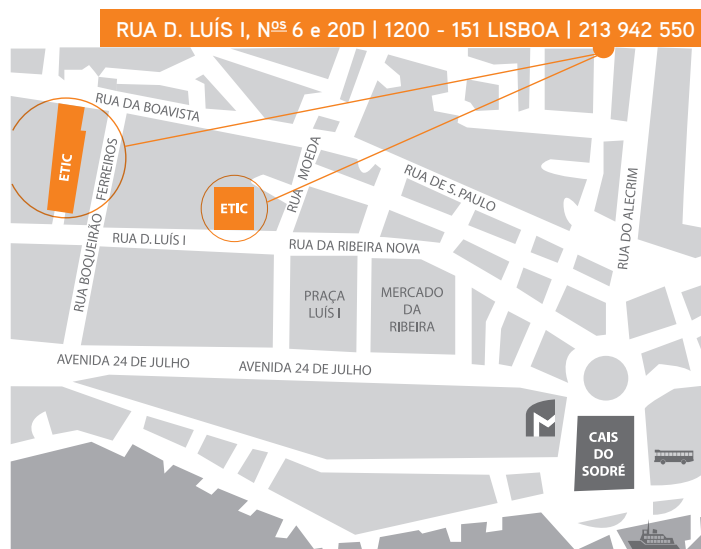 RUA D. LUÍS I, Nºs 6 e 20D | 1200 - 151 LISBOA | 213 942 550
RUA DA BOAVISTA
ETIC
RUA BOQUEIRÃO FERREIROS
RUA MOEDA
RUA DE S. PAULO
RUA DO ALECRIM
ETIC
RUA D. LUÍS I
RUA DA RIBEIRA NOVA
PRAÇA
LUÍS I
MERCADO
DA
RIBEIRA
AVENIDA 24 DE JULHO
AVENIDA 24 DE JULHO
M
CAIS
DO
SODRÉ